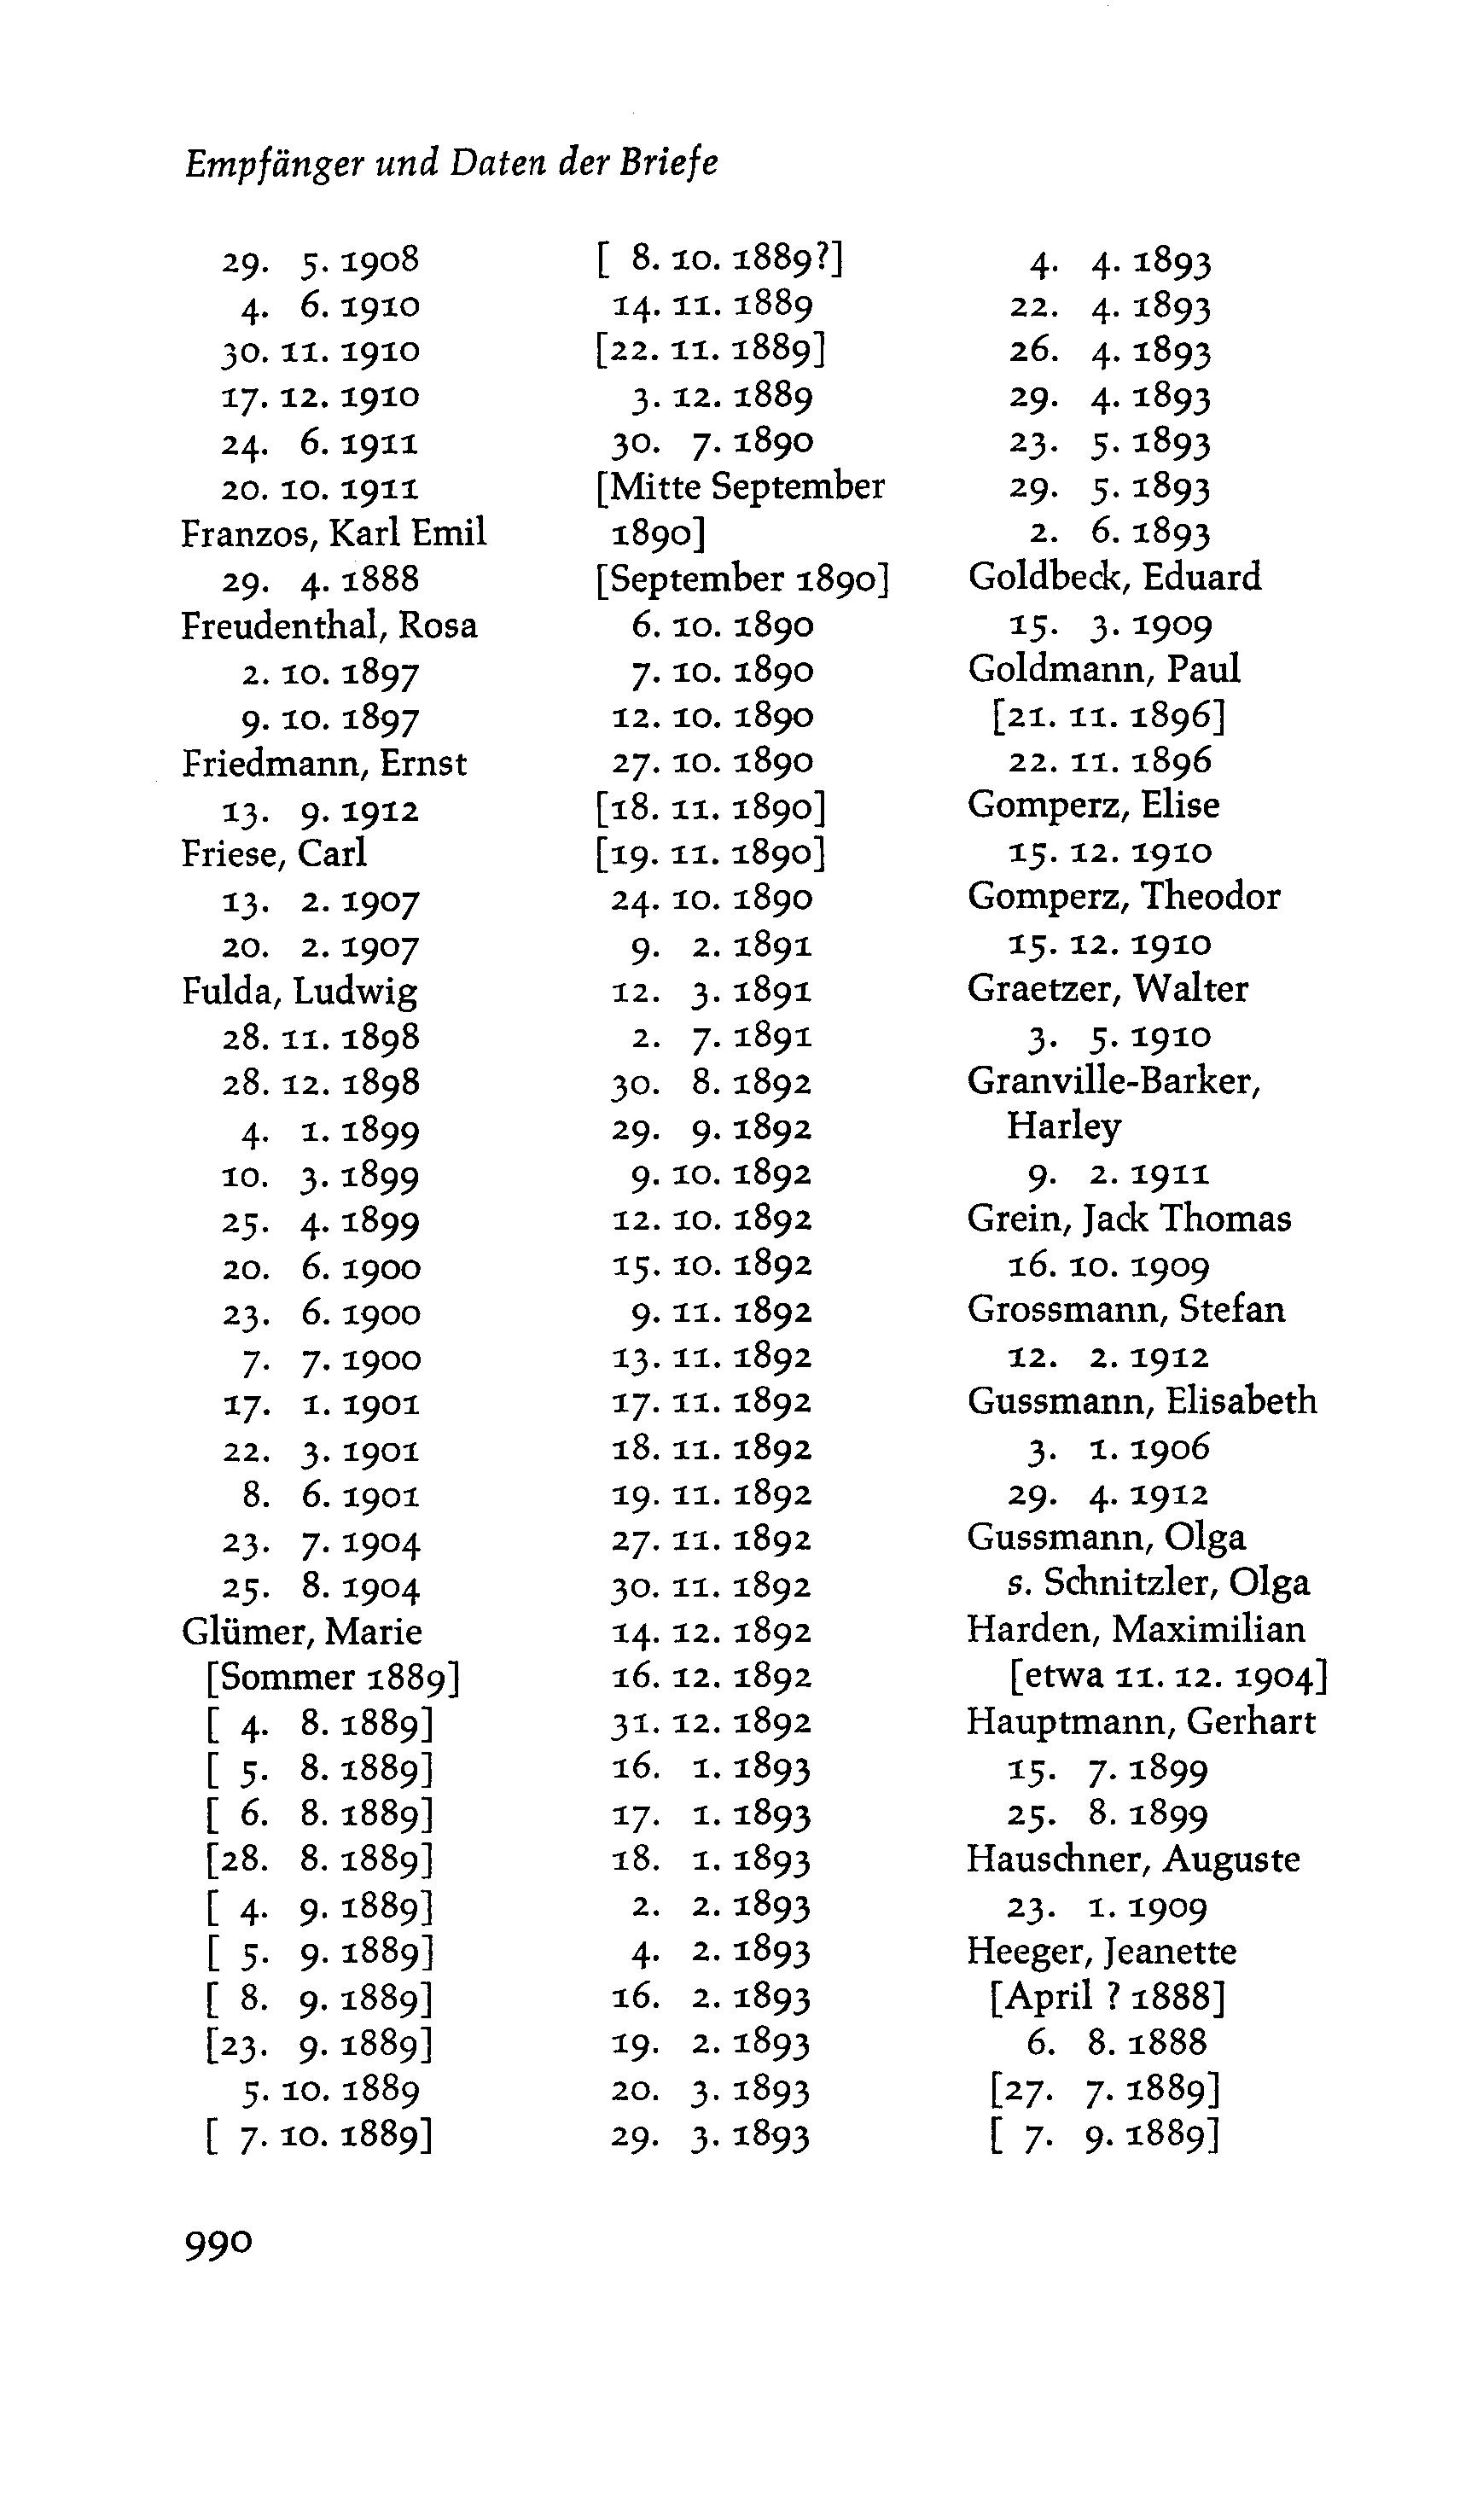 Empfänger und Daten der Briefe
29. 5. 1908
4. 6. 1910
30. 11. 1910
17. 12. 1910
24. 6. 1911
20. 10. 1911
Franzos, Karl Emil
29. 4. 1888
Freudenthal, Rosa
2. 10. 1897
9. 10. 1897
Friedmann, Ernst
13. 9. 1912
Friese, Carl
13. 2. 1907
20. 2. 1907
Fulda, Ludwig
28. 11. 1898
28. 12. 1898
4. 1. 1899
10. 3. 1899
25. 4. 1899
20. 6. 1900
23. 6. 1900
7. 7. 1900
17. 1. 1901
22. 3. 1901
8. 6. 1901
23. 7. 1904
25. 8. 1904
Glümer, Marie
[Sommer 1889]
[ 4. 8. 1889]
[ 5. 8. 1889]
[ 6. 8. 1889]
[28. 8. 1889]
[ 4. 9. 1889]
[ 5. 9. 1889]
[ 8. 9. 1889]
[23. 9. 1889]
5. 10. 1889
[ 7. 10. 1889]
[ 8. 10. 1889?]
14. 11. 1889
[22. 11. 1889]
3. 12. 1889
30. 7. 1890
[Mitte September
1890]
[September 1890]
6. 10. 1890
7. 10. 1890
12. 10. 1890
27. 10. 1890
[18. 11. 1890]
[19. 11. 1890]
24. 10. 1890
9. 2. 1891
12. 3. 1891
2. 7. 1891
30. 8. 1892
29. 9. 1892
9. 10. 1892
12. 10. 1892
15. 10. 1892
9. 11. 1892
13. 11. 1892
17. 11. 1892
18. 11. 1892
19. 11. 1892
27. 11. 1892
30. 11. 1892
14. 12. 1892
16. 12. 1892
31. 12. 1892
16. 1. 1893
17. 1. 1893
18. 1. 1893
2. 2. 1893
4. 2. 1893
16. 2. 1893
19. 2. 1893
20. 3. 1893
29. 3. 1893
4. 4. 1893
22. 4. 1893
26. 4. 1893
29. 4. 1893
23. 5. 1893
29. 5. 1893
2. 6. 1893
Goldbeck, Eduard
15. 3. 1909
Goldmann, Paul
[21. 11. 1896]
22. 11. 1896
Gomperz, Elise
15. 12. 1910
Gomperz, Theodor
15. 12. 1910
Graetzer, Walter
3. 5. 1910
Granville-Barker,
Harley
9. 2. 1911
Grein, Jack Thomas
16. 10. 1909
Grossmann, Stefan
12. 2. 1912
Gussmann, Elisabeth
3. 1. 1906
29. 4. 1912
Gussmann, Olga
s. Schnitzler, Olga
Harden, Maximilian
[etwa 11. 12. 1904]
Hauptmann, Gerhart
15. 7. 1899
25. 8. 1899
Hauschner, Auguste
23. 1. 1909
Heeger, Jeanette
[April ? 1888]
6. 8. 1888
[27. 7. 1889]
[ 7. 9. 1889]
990